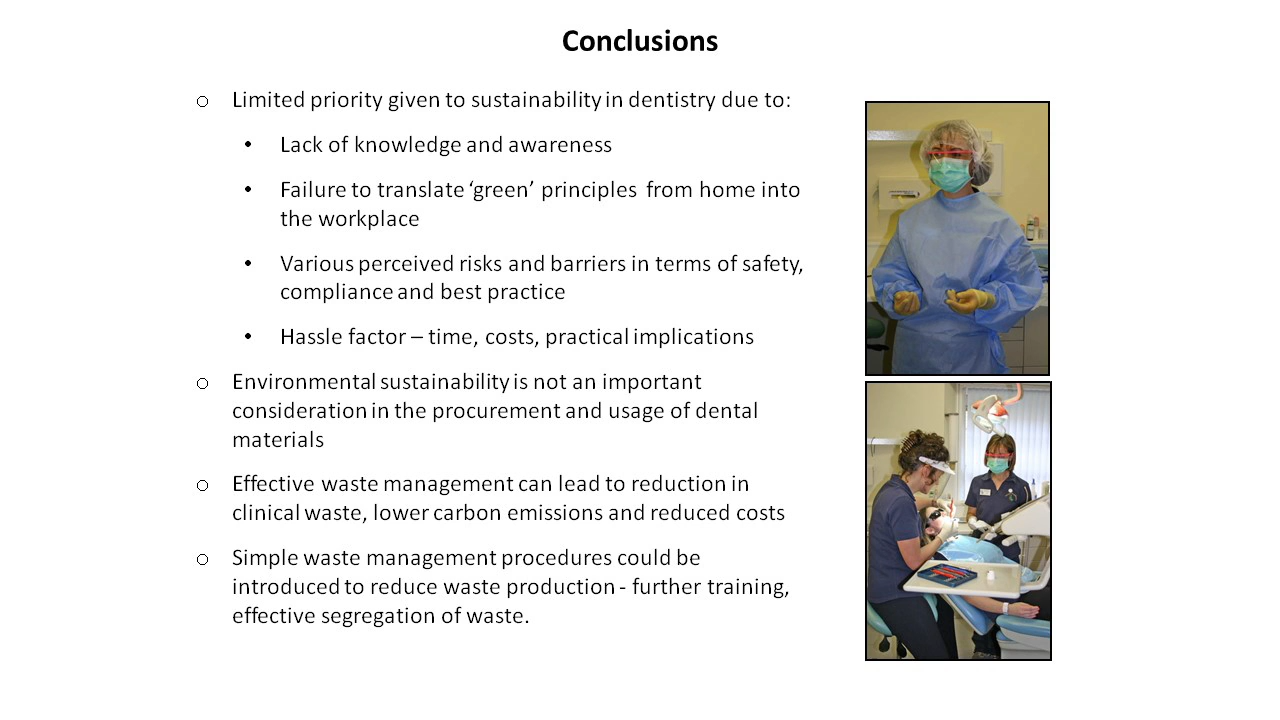 Conclusions
o Limited priority given to sustainability in dentistry due to:
• Lack of knowledge and awareness
• Failure to translate ‘green’ principles from home into
the workplace
• Various perceived risks and barriers in terms of safety,
compliance and best practice
• Hassle factor – time, costs, practical implications
o Environmental sustainability is not an important
consideration in the procurement and usage of dental
materials
o Effective waste management can lead to reduction in
clinical waste, lower carbon emissions and reduced costs
o Simple waste management procedures could be
introduced to reduce waste production - further training,
effective segregation of waste.